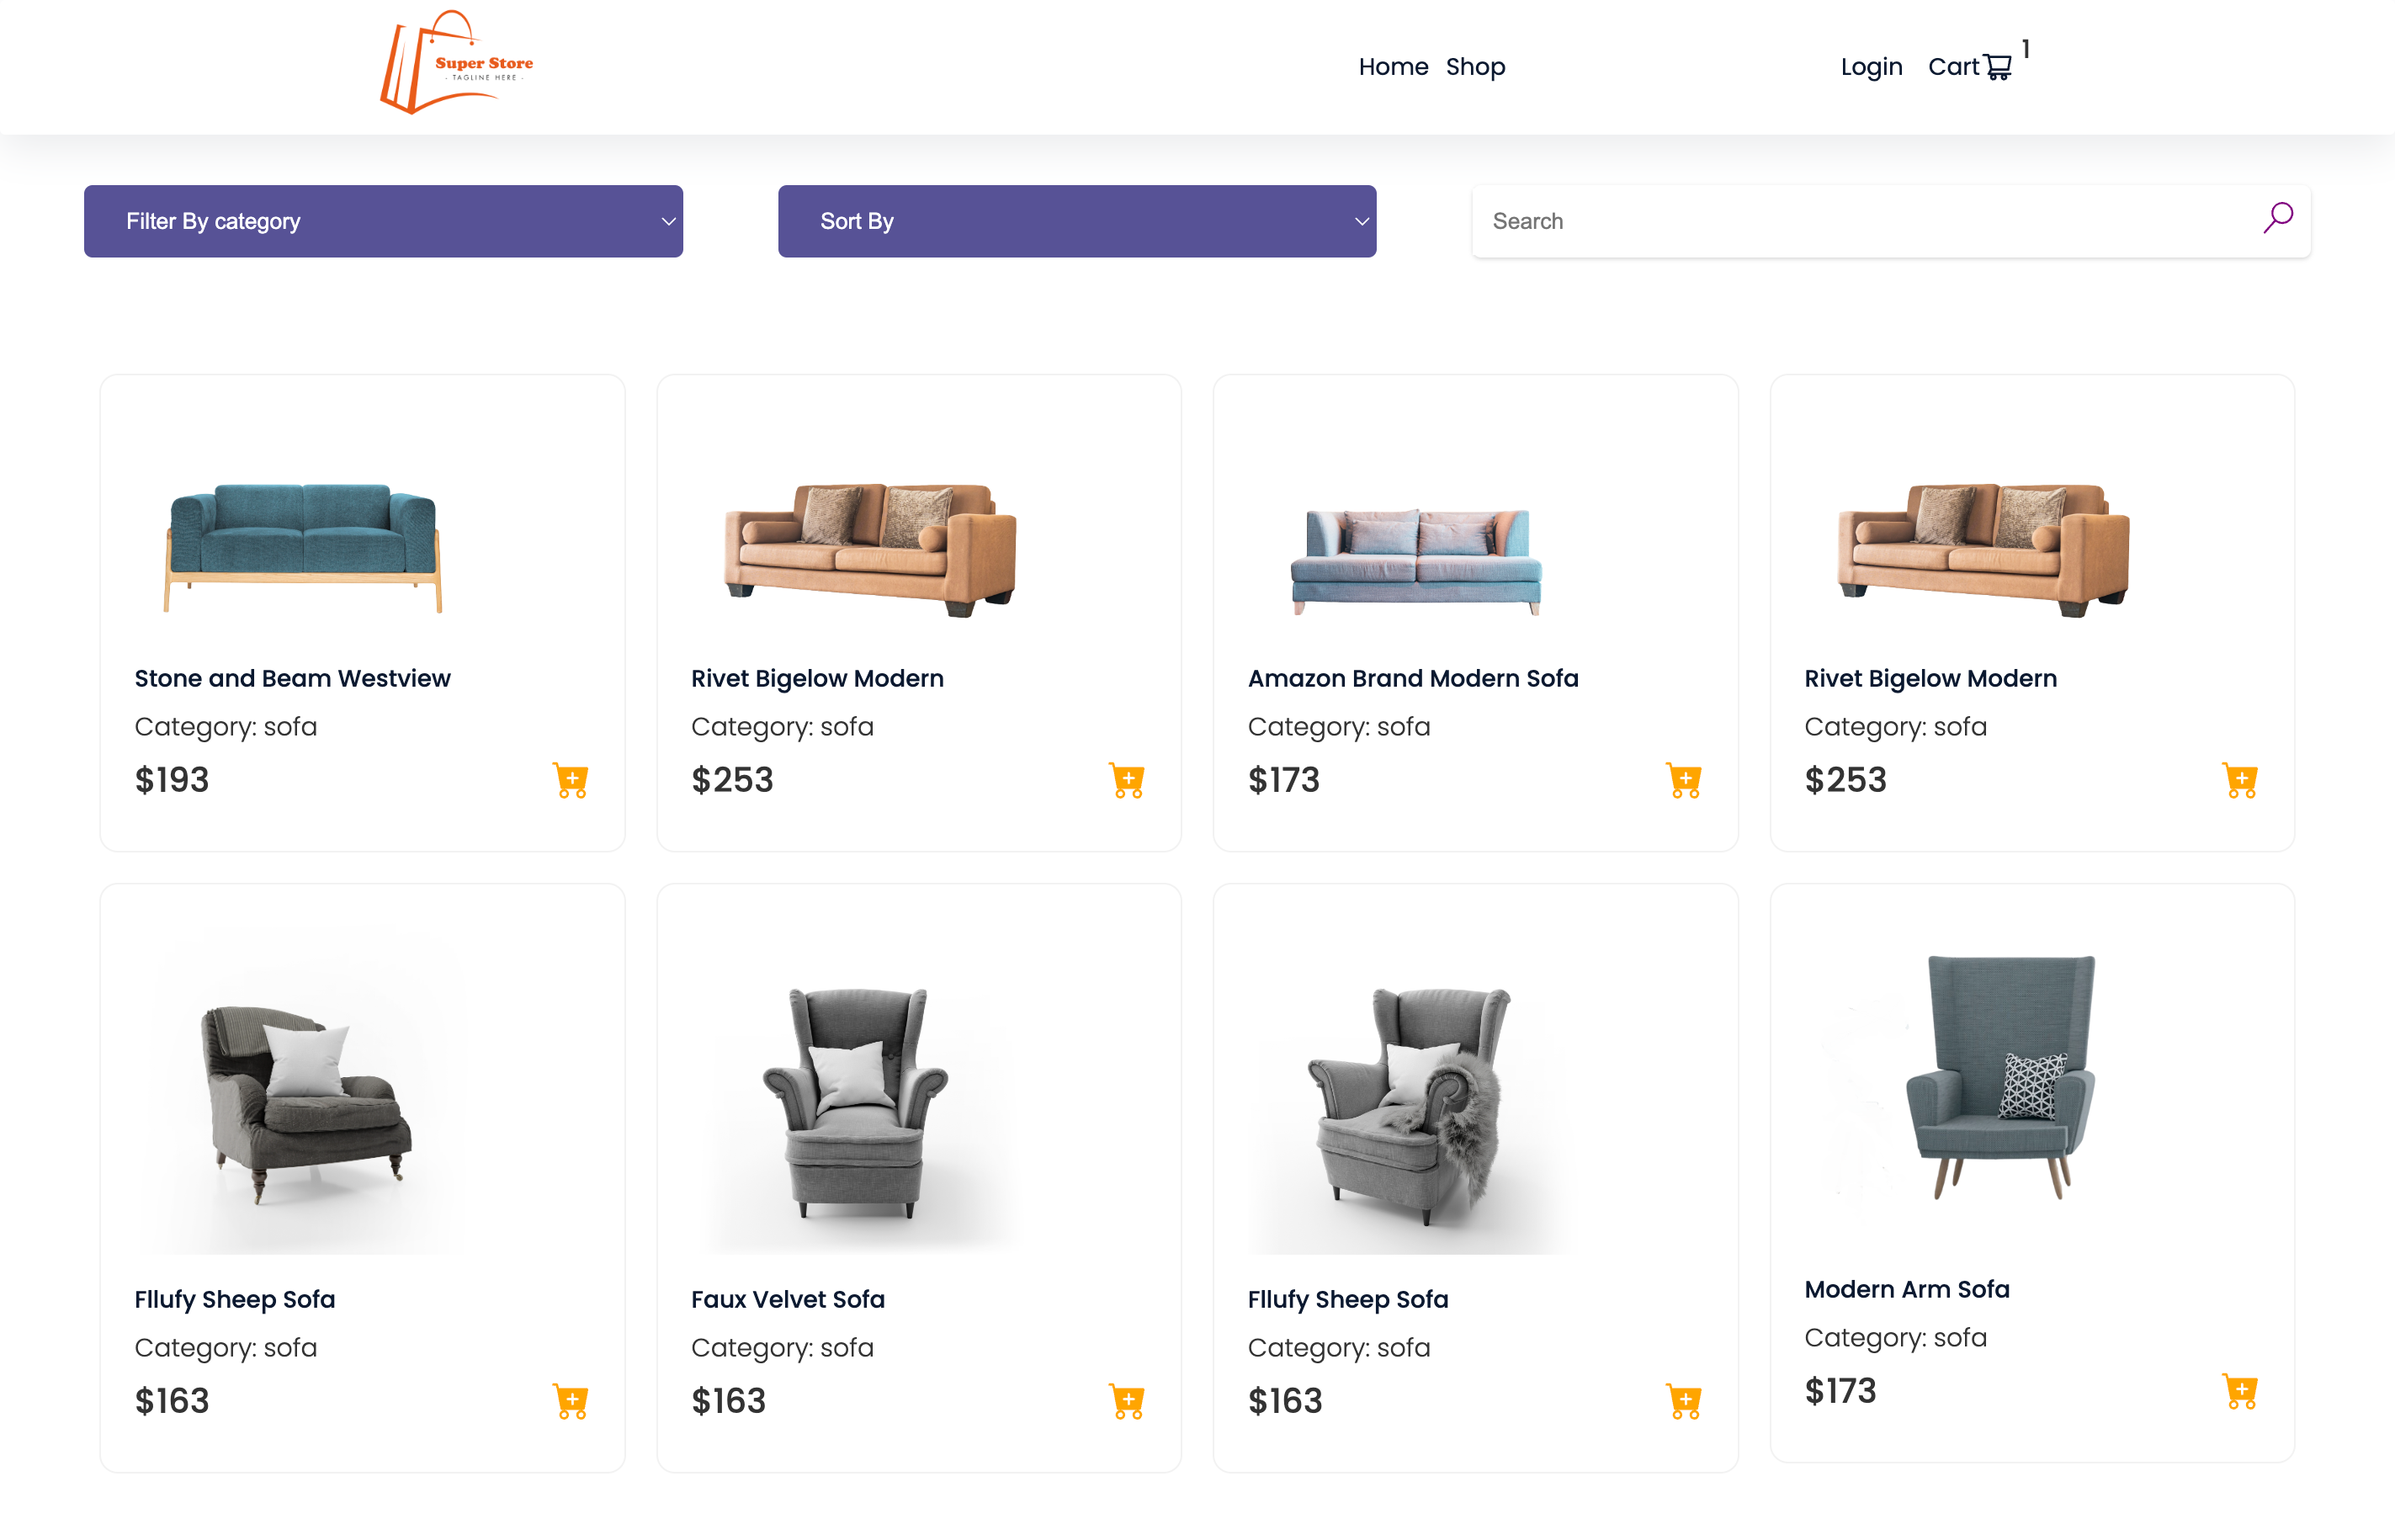 Super Store
- TAGLINE HERE -
Home Shop
Login Cart 1
Filter By category
Sort By
Search
Stone and Beam Westview
Category: sofa
$193
Rivet Bigelow Modern
Category: sofa
$253
Amazon Brand Modern Sofa
Category: sofa
$173
Rivet Bigelow Modern
Category: sofa
$253
Fllufy Sheep Sofa
Category: sofa
$163
Faux Velvet Sofa
Category: sofa
$163
Fllufy Sheep Sofa
Category: sofa
$163
Modern Arm Sofa
Category: sofa
$173